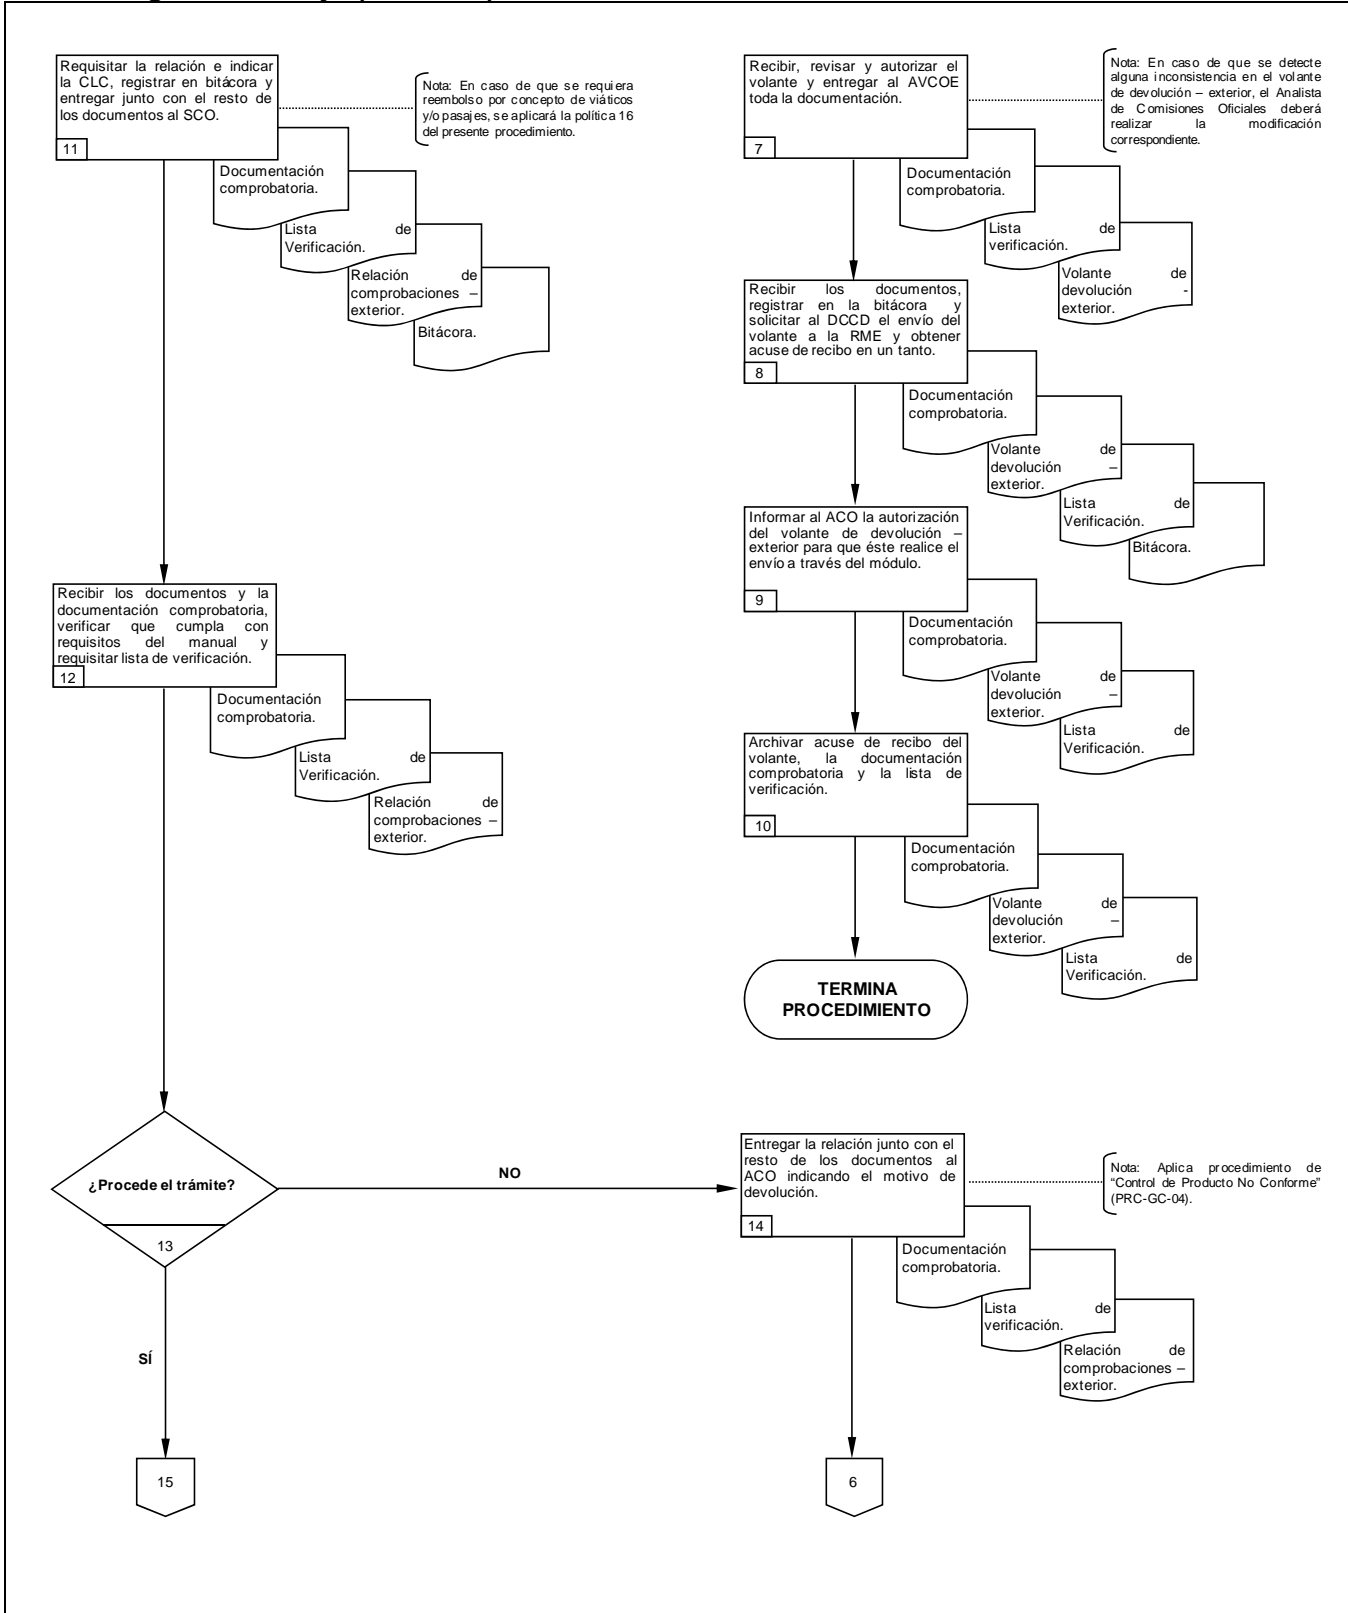 Requisitar la relación e indicar
la CLC, registrar en bitácora y
entregar junto con el resto de
los documentos al SCO.
11
Nota: En caso de que se requiera
reembolso por concepto de viáticos
y/o pasajes, se aplicará la política 16
del presente procedimiento.
Documentación
comprobatoria.
Lista de
Verificación.
Relación de
comprobaciones –
exterior.
Bitácora.
Recibir los documentos y la
documentación comprobatoria,
verificar que cumpla con
requisitos del manual y
requisitar lista de verificación.
12
Documentación
comprobatoria.
Lista de
Verificación.
Relación de
comprobaciones –
exterior.
¿Procede el trámite?
13
NO
SÍ
15
Recibir, revisar y autorizar el
volante y entregar al AVCOE
toda la documentación.
7
Nota: En caso de que se detecte
alguna inconsistencia en el volante
de devolución – exterior, el Analista
de Comisiones Oficiales deberá
realizar la modificación
correspondiente.
Documentación
comprobatoria.
Lista de
verificación.
Volante de
devolución -
exterior.
Recibir los documentos,
registrar en la bitácora y
solicitar al DCCD el envío del
volante a la RME y obtener
acuse de recibo en un tanto.
8
Documentación
comprobatoria.
Volante de
devolución –
exterior.
Lista de
Verificación.
Bitácora.
Informar al ACO la autorización
del volante de devolución –
exterior para que éste realice el
envío a través del módulo.
9
Documentación
comprobatoria.
Volante de
devolución –
exterior.
Lista de
Verificación.
Archivar acuse de recibo del
volante, la documentación
comprobatoria y la lista de
verificación.
10
Documentación
comprobatoria.
Volante de
devolución –
exterior.
Lista de
Verificación.
TERMINA
PROCEDIMIENTO
Entregar la relación junto con el
resto de los documentos al
ACO indicando el motivo de
devolución.
14
Nota: Aplica procedimiento de
“Control de Producto No Conforme”
(PRC-GC-04).
Documentación
comprobatoria.
Lista de
verificación.
Relación de
comprobaciones –
exterior.
6